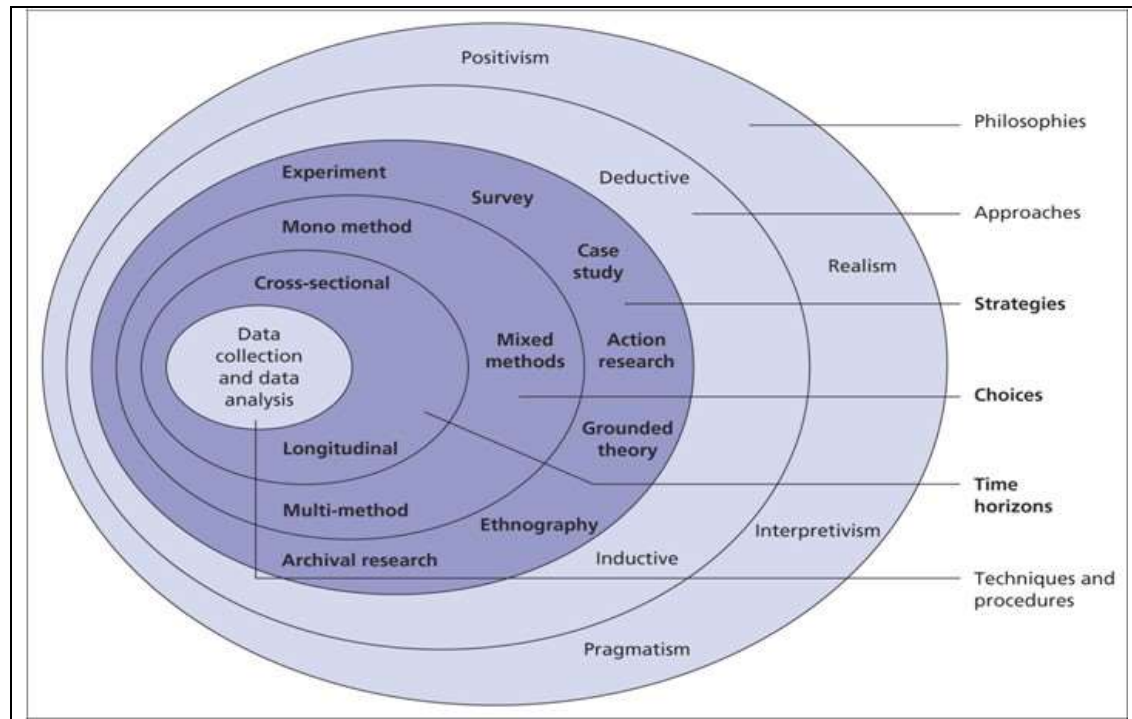 Positivism
Philosophies
Experiment
Deductive
Survey
Approaches
Mono method
Case
study
Realism
Cross-sectional
Strategies
Data
collection
and data
analysis
Mixed
methods
Action
research
Choices
Longitudinal
Grounded
theory
Time
horizons
Multi-method
Ethnography
Interpretivism
Archival research
Inductive
Techniques and
procedures
Pragmatism